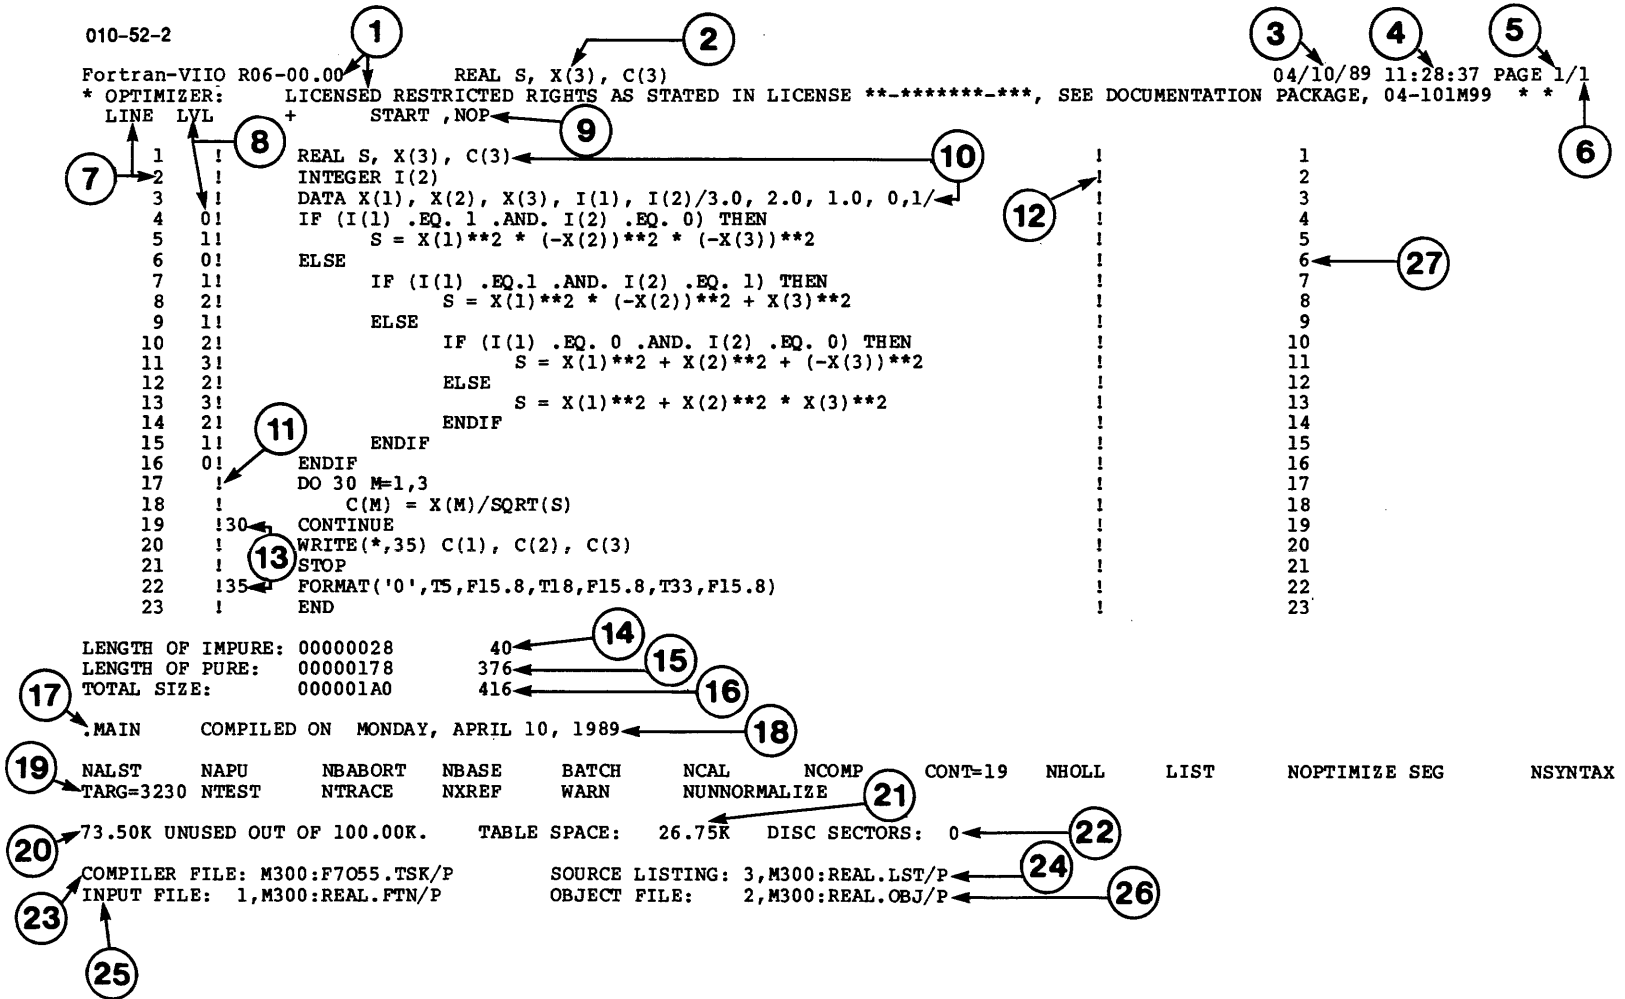 010-52-2
1 2 3 4 5
Fortran-VIIO R06-00.00 REAL S, X(3), C(3) 04/10/89 11:28:37 PAGE 1/1
* OPTIMIZER: LICENSED RESTRICTED RIGHTS AS STATED IN LICENSE **-*******-***, SEE DOCUMENTATION PACKAGE, 04-101M99 * *
LINE LVL + START ,NOP
8 9 6
1 ! REAL S, X(3), C(3) 10 ! 1
7 2 ! INTEGER I(2) ! 2
3 ! DATA X(1), X(2), X(3), I(1), I(2)/3.0, 2.0, 1.0, 0,1/ 12 ! 3
4 0! IF (I(1) .EQ. 1 .AND. I(2) .EQ. 0) THEN ! 4
5 1! S = X(1)**2 * (-X(2))**2 * (-X(3))**2 ! 5
6 0! ELSE ! 6 27
7 1! IF (I(1) .EQ.1 .AND. I(2) .EQ. 1) THEN ! 7
8 2! S = X(1)**2 * (-X(2))**2 + X(3)**2 ! 8
9 1! ELSE ! 9
10 2! IF (I(1) .EQ. 0 .AND. I(2) .EQ. 0) THEN ! 10
11 3! S = X(1)**2 + X(2)**2 + (-X(3))**2 ! 11
12 2! ELSE ! 12
13 3! S = X(1)**2 + X(2)**2 * X(3)**2 ! 13
14 2! 11 ENDIF ! 14
15 1! ENDIF ! 15
16 0! ENDIF ! 16
17 ! DO 30 M=1,3 ! 17
18 ! C(M) = X(M)/SQRT(S) ! 18
19 !30 CONTINUE ! 19
20 ! WRITE(*,35) C(1), C(2), C(3) ! 20
21 ! 13 STOP ! 21
22 !35 FORMAT('0',T5,F15.8,T18,F15.8,T33,F15.8) ! 22
23 ! END ! 23
LENGTH OF IMPURE: 00000028 40 14
LENGTH OF PURE: 00000178 376 15
TOTAL SIZE: 000001A0 416 16
17
.MAIN COMPILED ON MONDAY, APRIL 10, 1989 18
19 NALST NAPU NBABORT NBASE BATCH NCAL NCOMP CONT=19 NHOLL LIST NOPTIMIZE SEG NSYNTAX
TARG=3230 NTEST NTRACE NXREF WARN NUNNORMALIZE 21
20 73.50K UNUSED OUT OF 100.00K. TABLE SPACE: 26.75K DISC SECTORS: 0 22
COMPILER FILE: M300:F7055.TSK/P SOURCE LISTING: 3,M300:REAL.LST/P 24
23 INPUT FILE: 1,M300:REAL.FTN/P OBJECT FILE: 2,M300:REAL.OBJ/P 26
25